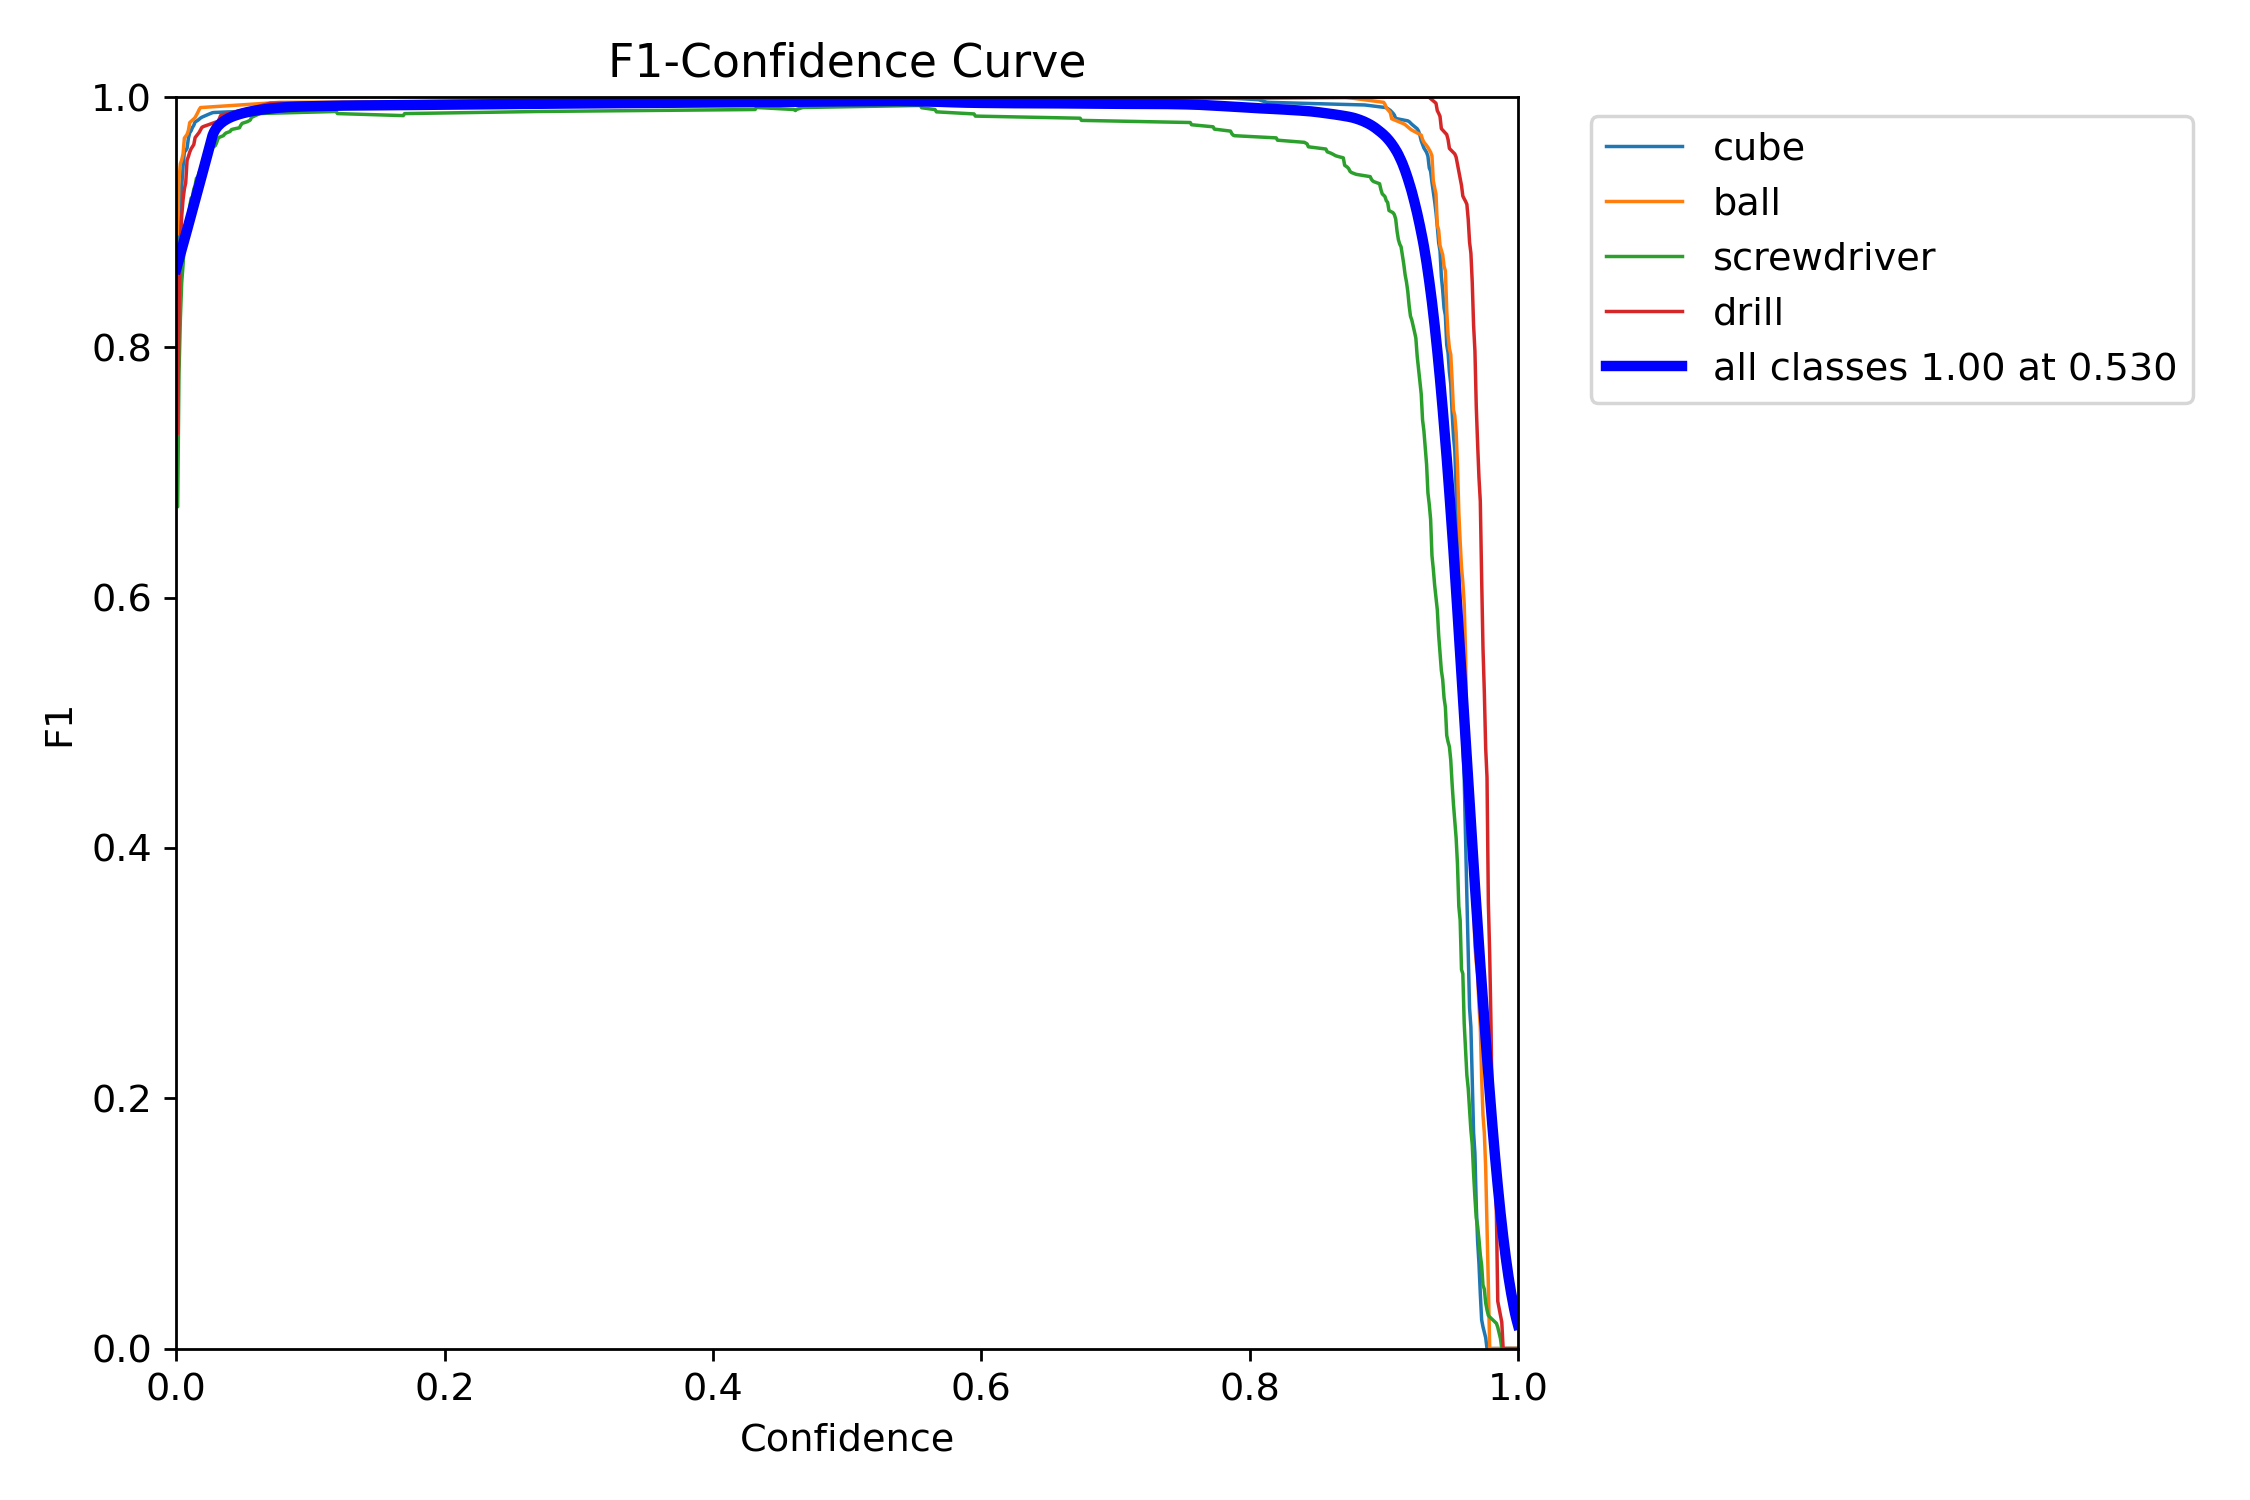 F1-Confidence Curve
1.0
0.8
0.6
0.4
0.2
0.0
F1
0.0 0.2 0.4 0.6 0.8 1.0
Confidence
cube
ball
screwdriver
drill
all classes 1.00 at 0.530